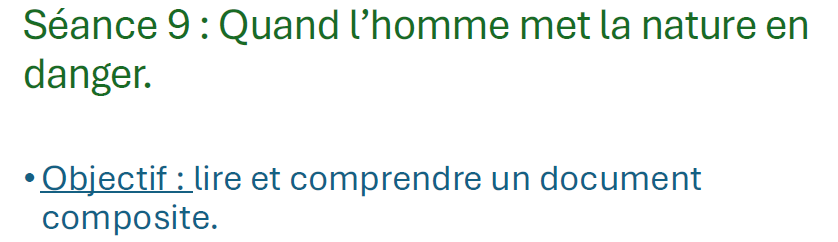 Séance 9 : Quand l’homme met la nature en
danger.
• Objectif : lire et comprendre un document
composite.